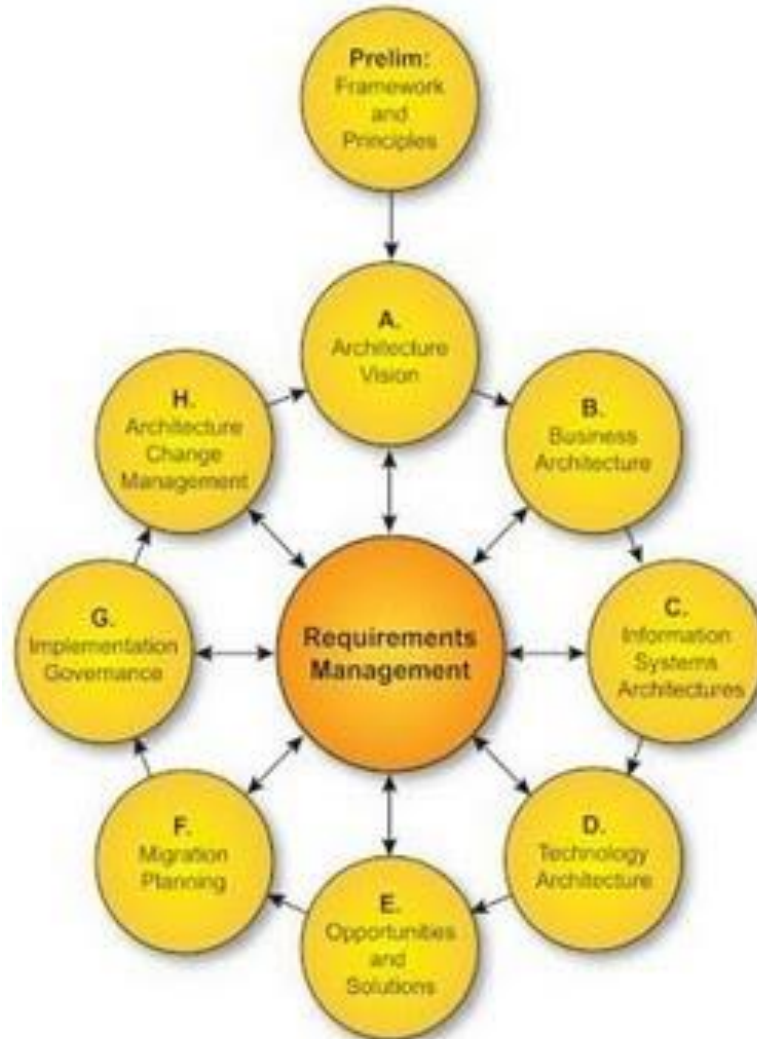 Prelim:
Framework
and
Principles
A.
Architecture
Vision
B.
Business
Architecture
C.
Information
Systems
Architectures
D.
Technology
Architecture
E.
Opportunities
and
Solutions
F.
Migration
Planning
G.
Implementation
Governance
H.
Architecture
Change
Management
Requirements
Management